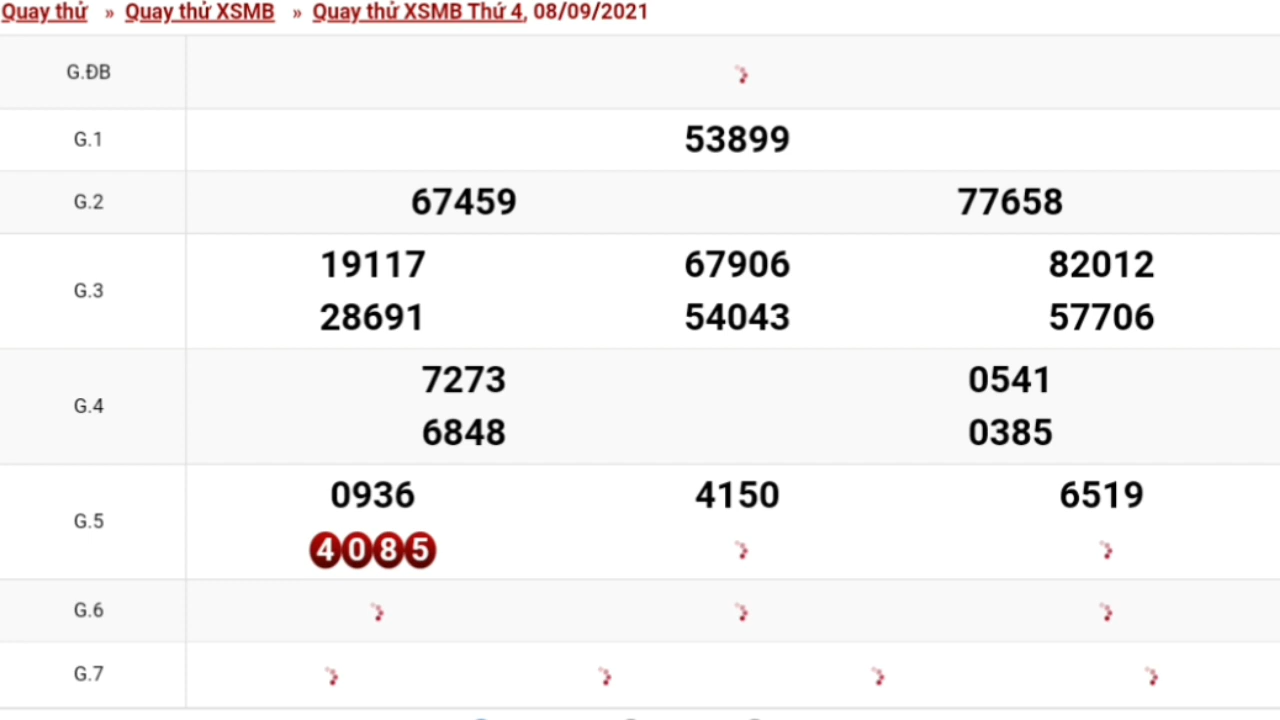 Quay thử » Quay thử XSMB » Quay thử XSMB Thứ 4, 08/09/2021
G.ĐB
G.1 53899
G.2 67459 77658
G.3 19117 67906 82012
28691 54043 57706
G.4 7273 0541
6848 0385
G.5 0936 4150 6519
4085
G.6
G.7